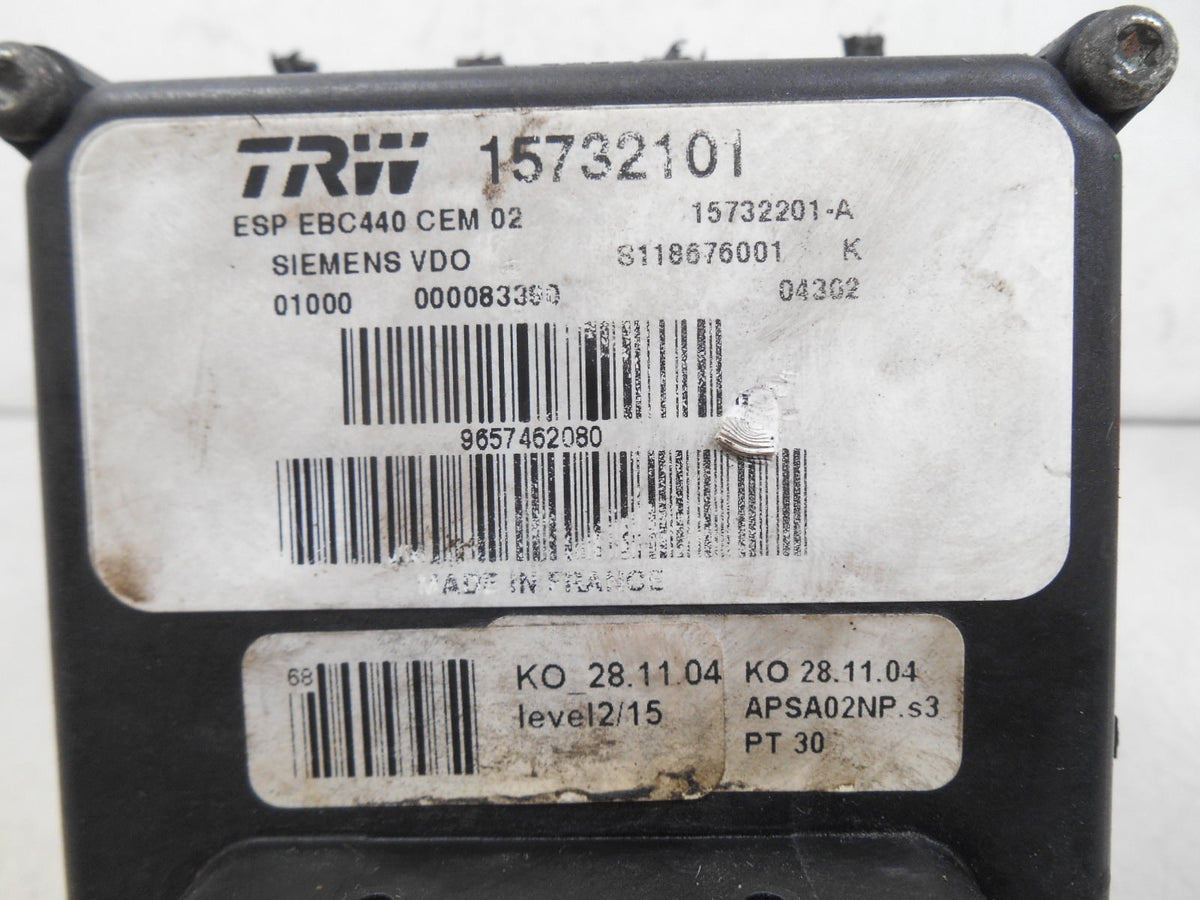 TRW 15732101
ESP EBC440 CEM 02 15732201-A
SIEMENS VDO S118676001 K
01000 04302
9657462080
MADE IN FRANCE
68
KO_28.11.04
level2/15
KO 28.11.04
APSA02NP.s3
PT 30